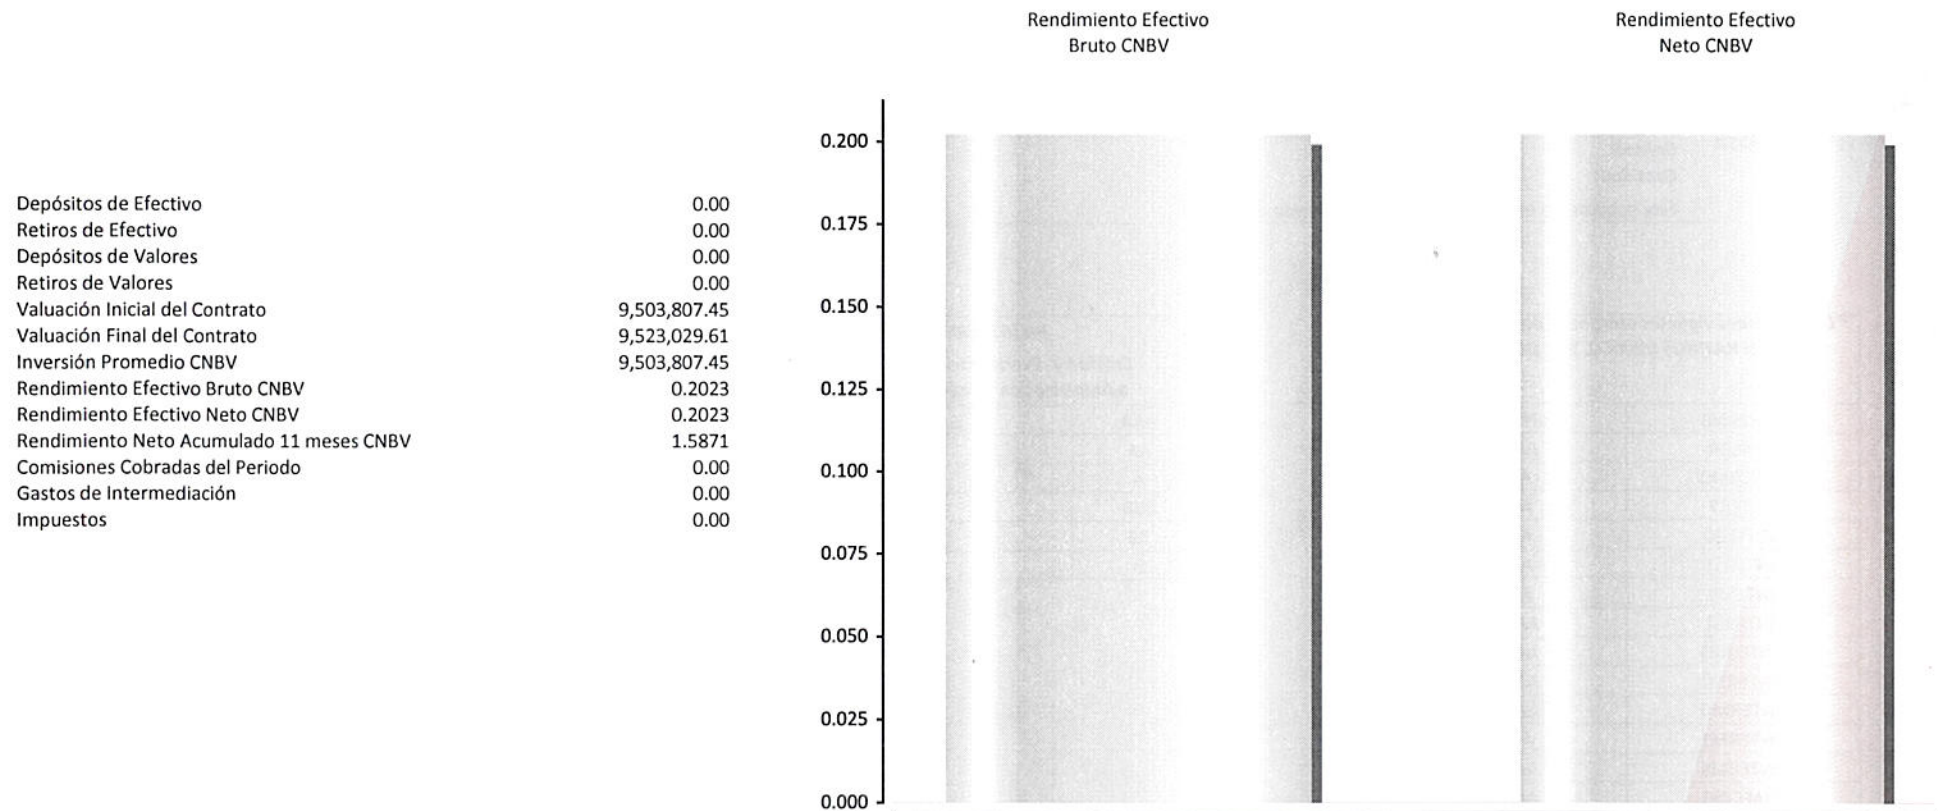 Rendimiento Efectivo
Bruto CNBV
Rendimiento Efectivo
Neto CNBV
Depósitos de Efectivo 0.00
Retiros de Efectivo 0.00
Depósitos de Valores 0.00
Retiros de Valores 0.00
Valuación Inicial del Contrato 9,503,807.45
Valuación Final del Contrato 9,523,029.61
Inversión Promedio CNBV 9,503,807.45
Rendimiento Efectivo Bruto CNBV 0.2023
Rendimiento Efectivo Neto CNBV 0.2023
Rendimiento Neto Acumulado 11 meses CNBV 1.5871
Comisiones Cobradas del Periodo 0.00
Gastos de Intermediación 0.00
Impuestos 0.00
0.200
0.175
0.150
0.125
0.100
0.075
0.050
0.025
0.000